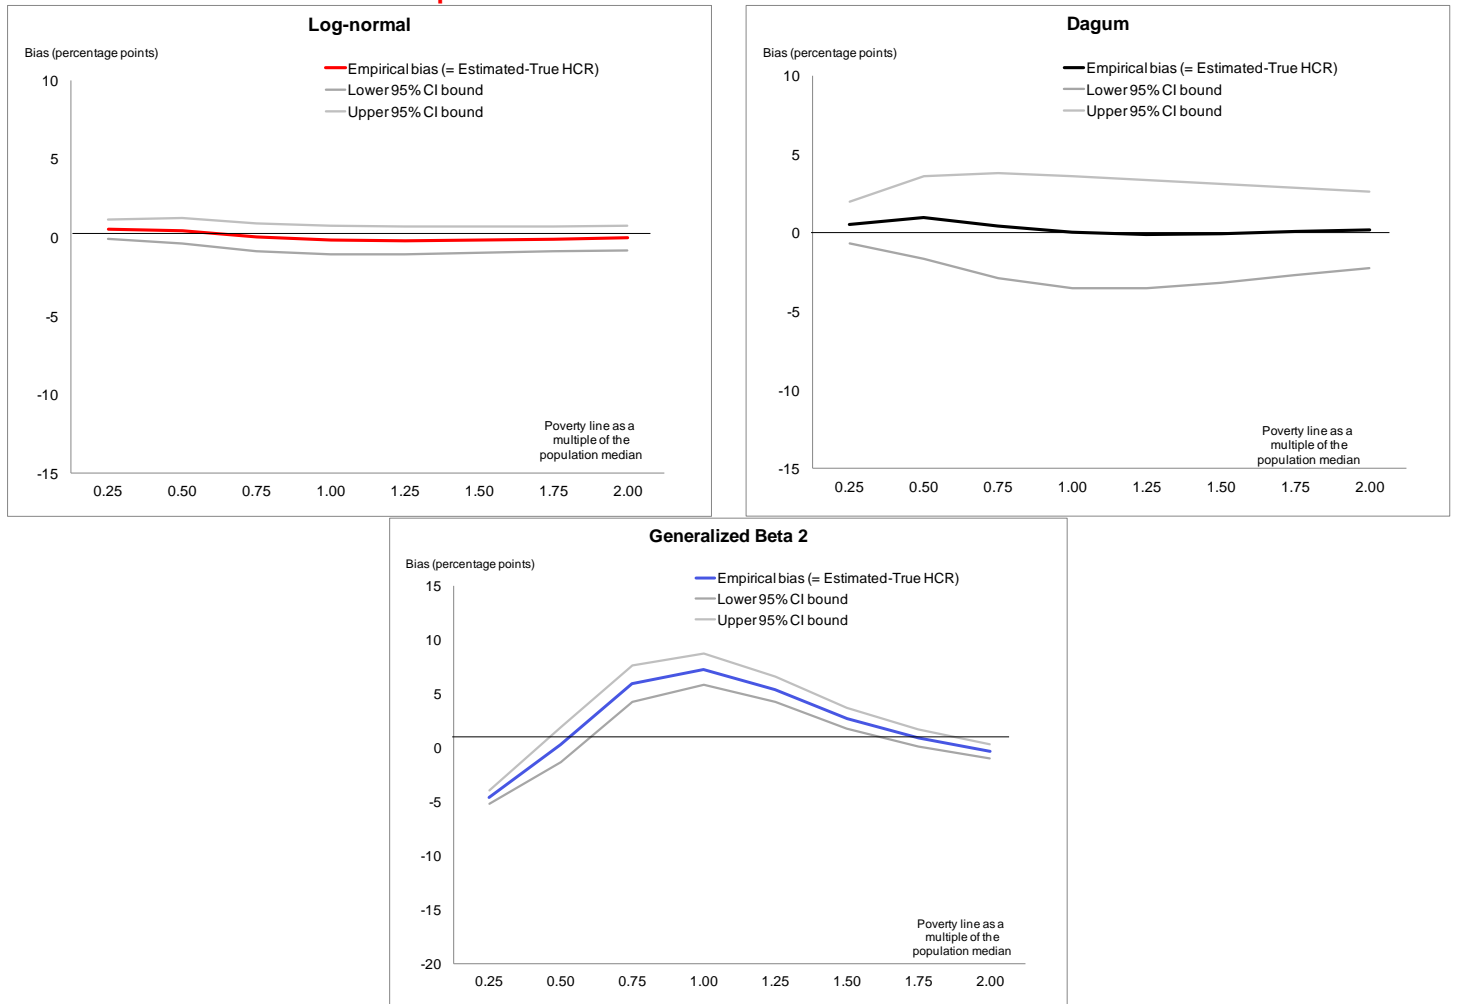 Log-normal
Bias (percentage points)
Empirical bias (= Estimated-True HCR)
Lower 95% CI bound
Upper 95% CI bound
10
5
0
-5
-10
-15
Poverty line as a
multiple of the
population median
0.25 0.50 0.75 1.00 1.25 1.50 1.75 2.00
Dagum
Bias (percentage points)
Empirical bias (= Estimated-True HCR)
Lower 95% CI bound
Upper 95% CI bound
10
5
0
-5
-10
-15
Poverty line as a
multiple of the
population median
0.25 0.50 0.75 1.00 1.25 1.50 1.75 2.00
Generalized Beta 2
Bias (percentage points)
Empirical bias (= Estimated-True HCR)
Lower 95% CI bound
Upper 95% CI bound
15
10
5
0
-5
-10
-15
-20
Poverty line as a
multiple of the
population median
0.25 0.50 0.75 1.00 1.25 1.50 1.75 2.00